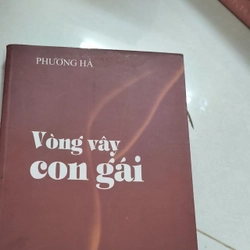 PHƯƠNG HÀ
Vòng vây
con gái